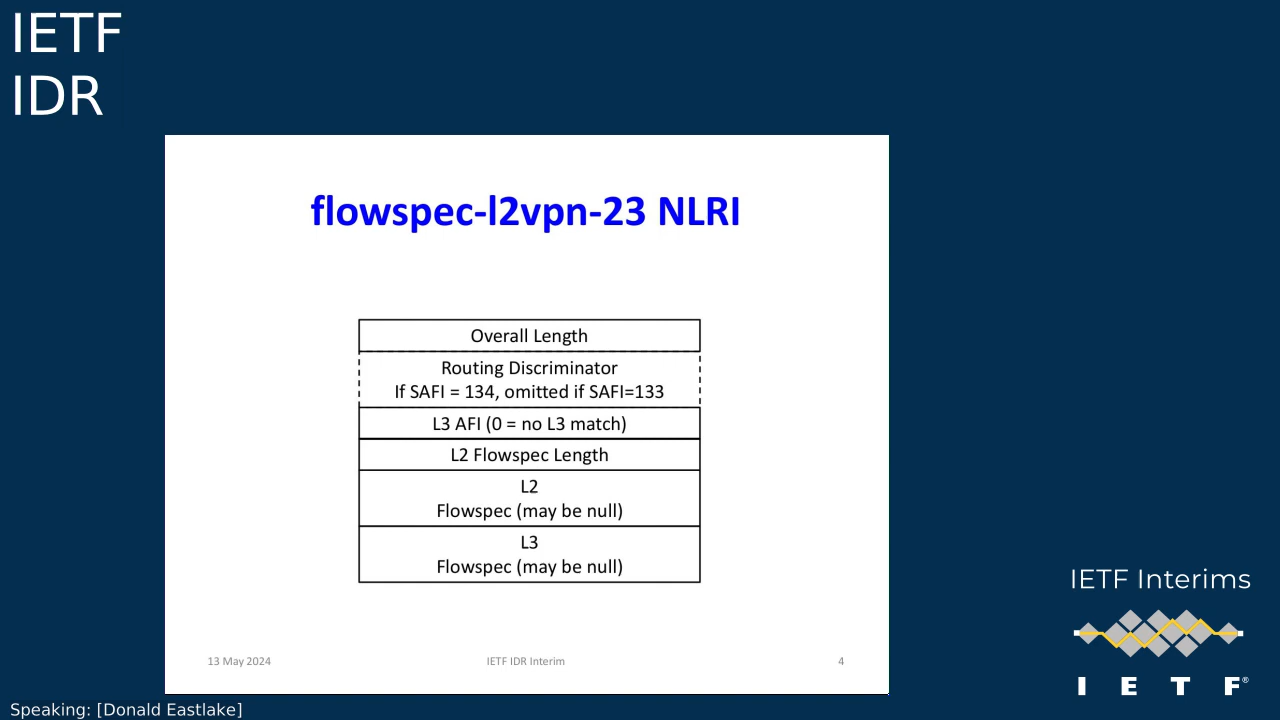 IETF
IDR
flowspec-l2vpn-23 NLRI
Overall Length
Routing Discriminator
If SAFI = 134, omitted if SAFI=133
L3 AFI (0 = no L3 match)
L2 Flowspec Length
L2
Flowspec (may be null)
L3
Flowspec (may be null)
13 May 2024
IETF IDR Interim
4
IETF Interims
I E T F®
Speaking: [Donald Eastlake]